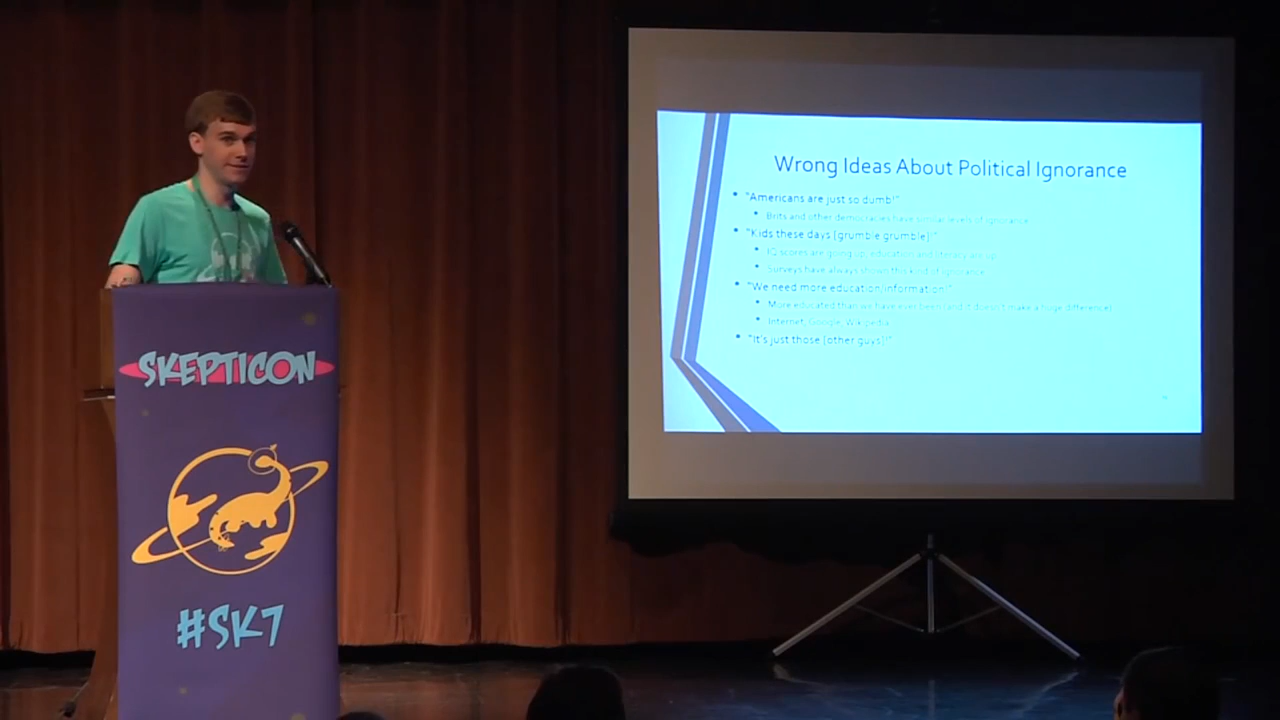 Wrong Ideas About Political Ignorance
"Americans are just so dumb!"
Brits and other democracies have similar levels of ignorance
"Kids these days [grumble grumble]!"
IQ scores are going up, education and literacy are up
Surveys have always shown this kind of ignorance
"We need more education/information!"
More educated than we have ever been (and it doesn't make a huge difference)
Internet, Google, Wikipedia
"It's just those [other guys]!"
SKEPTICON
#SK7